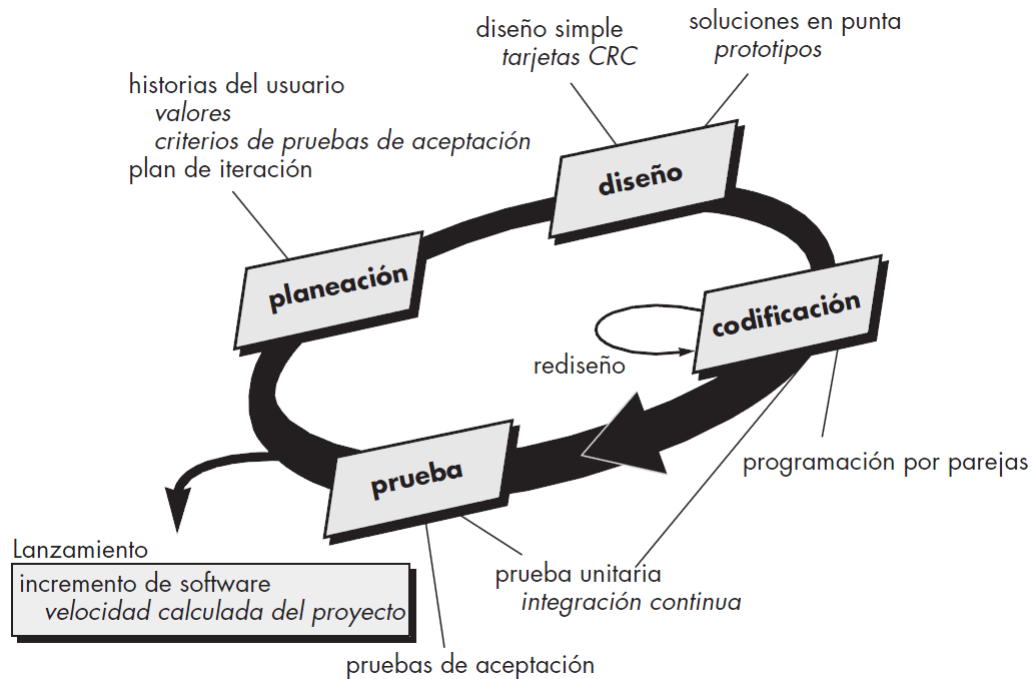 diseño simple
tarjetas CRC
soluciones en punta
prototipos
historias del usuario
valores
criterios de pruebas de aceptación
plan de iteración
diseño
planeación
codificación
rediseño
prueba
programación por parejas
Lanzamiento
incremento de software
velocidad calculada del proyecto
prueba unitaria
integración continua
pruebas de aceptación